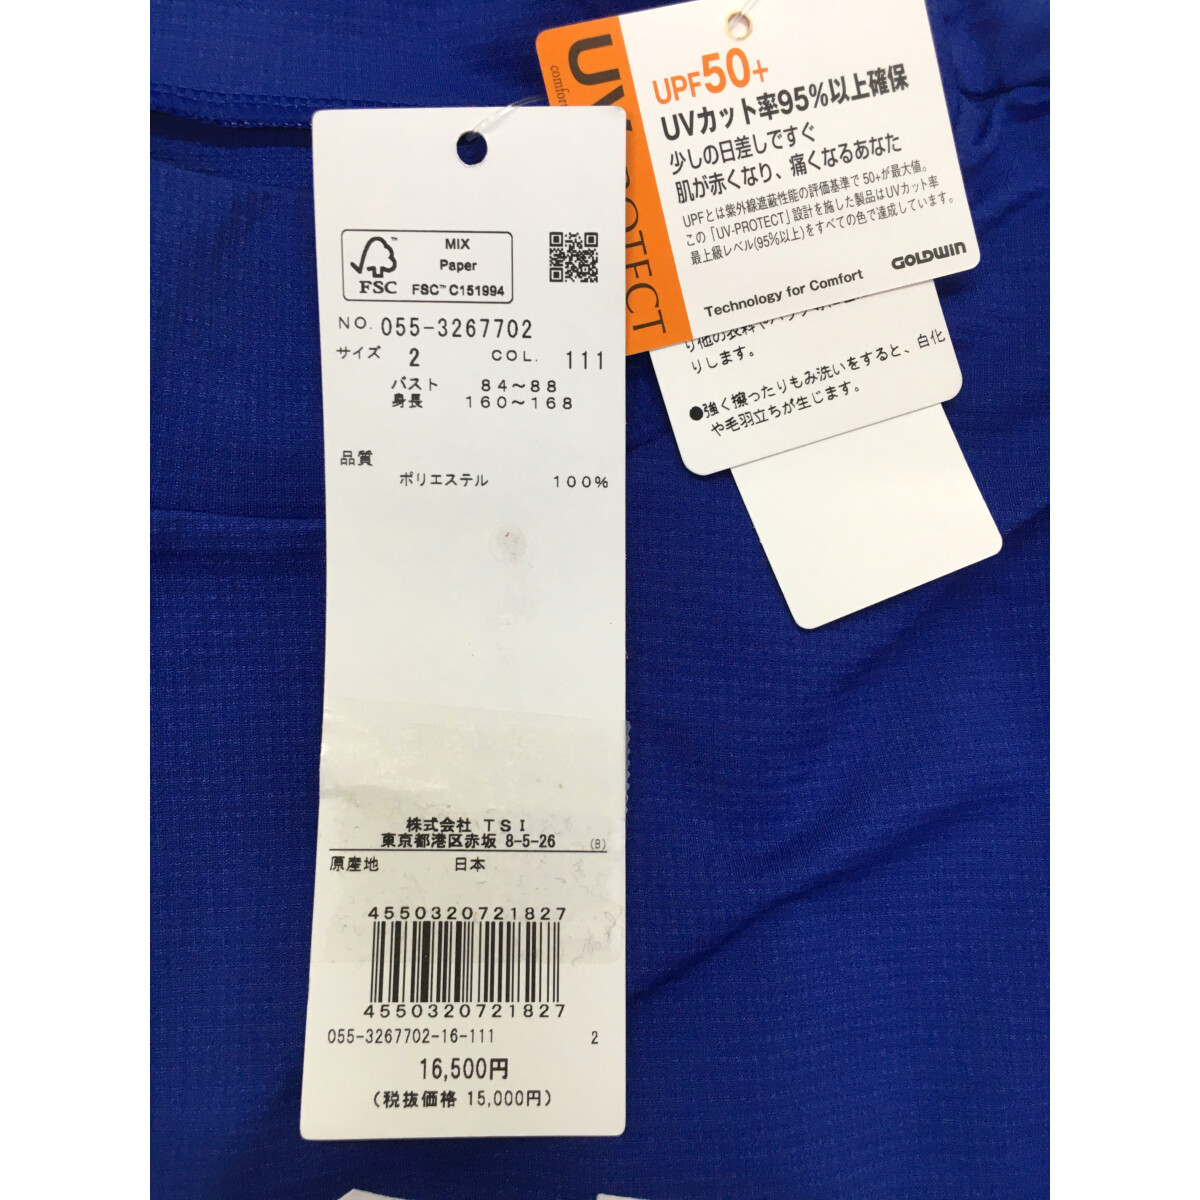 MIX
Paper
FSC
FSC™ C151994
NO. 055-3267702
サイズ 2 COL. 111
バスト 84〜88
身長 160〜168
品質
ポリエステル 100%
株式会社 TSI
東京都港区赤坂 8-5-26 (B)
原産地 日本
4550320721827
4550320721827
055-3267702-16-111 2
16,500円
(税抜価格 15,000円)
UPF50+
UVカット率95%以上確保
少しの日差しですぐ
肌が赤くなり、痛くなるあなた
UPFとは紫外線遮蔽性能の評価基準で 50+が最大値。
この「UV-PROTECT」設計を施した製品はUVカット率
最上級レベル(95%以上)をすべての色で達成しています。
Technology for Comfort GOLDWIN
りします。
●強く擦ったりもみ洗いをすると、白化
や毛羽立ちが生じます。